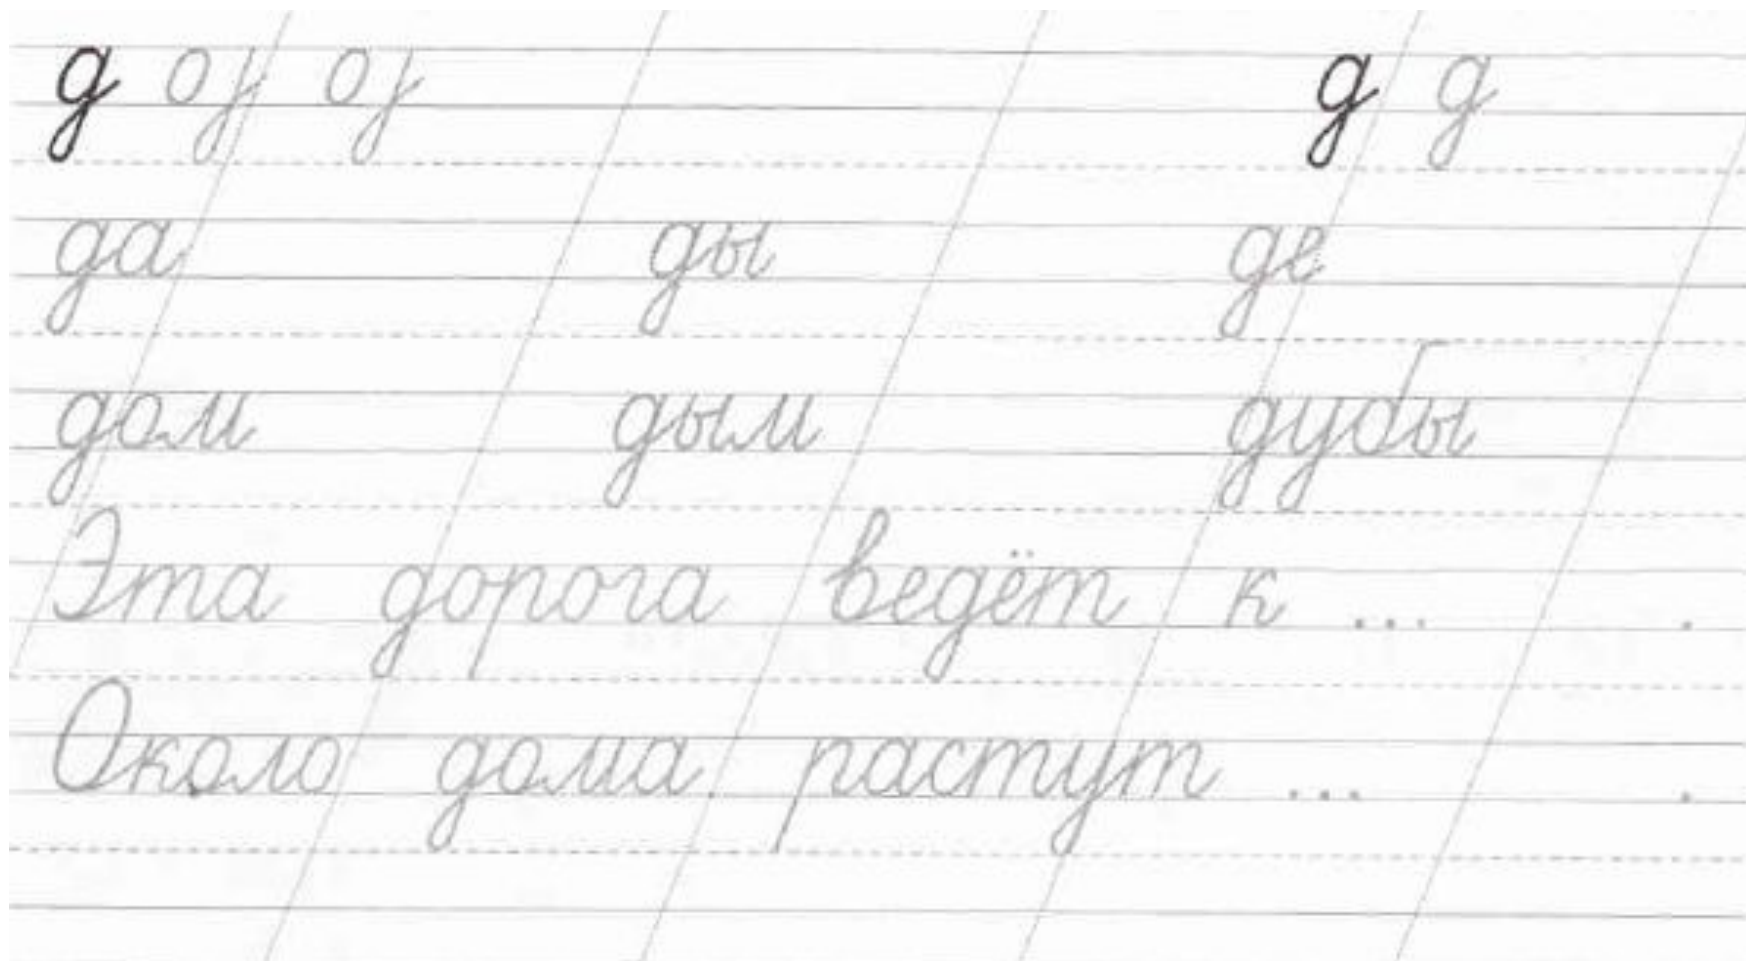 д д д
да ды де
дом дым дубы
Эта дорога ведёт к ... .
Около дома растут ... .